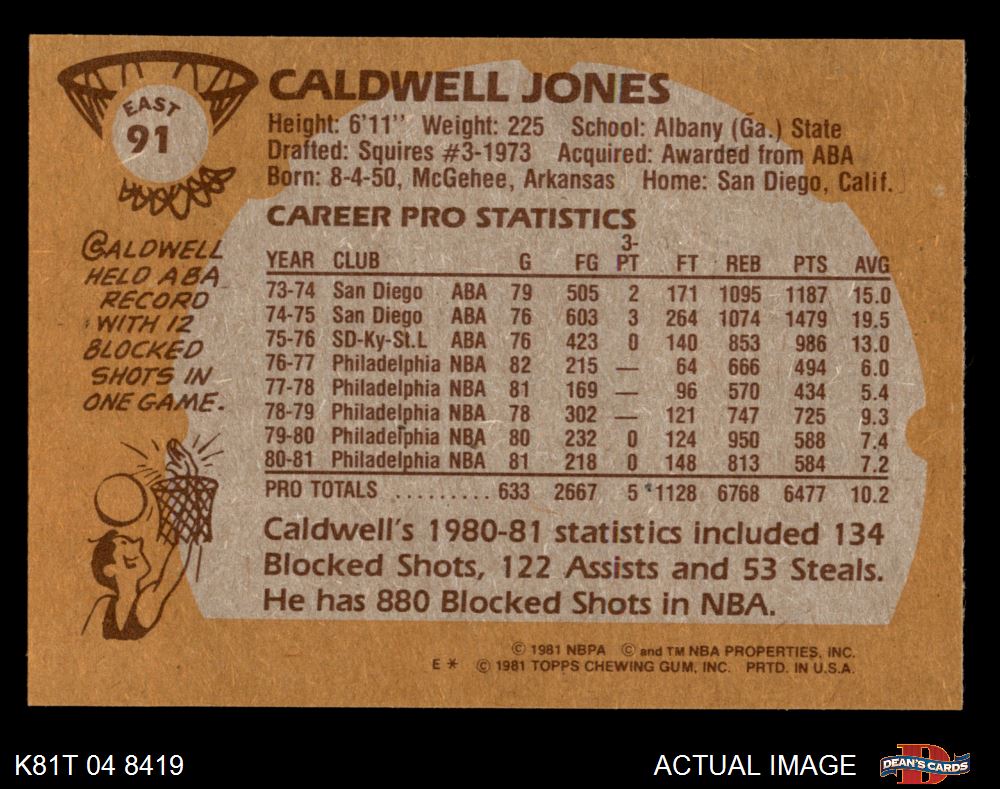 EAST
91
CALDWELL JONES
Height: 6'11'' Weight: 225 School: Albany (Ga.) State
Drafted: Squires #3-1973 Acquired: Awarded from ABA
Born: 8-4-50, McGehee, Arkansas Home: San Diego, Calif.
CALDWELL
HELD ABA
RECORD
WITH 12
BLOCKED
SHOTS IN
ONE GAME.
CAREER PRO STATISTICS
YEAR CLUB G FG 3-PT FT REB PTS AVG
73-74 San Diego ABA 79 505 2 171 1095 1187 15.0
74-75 San Diego ABA 76 603 3 264 1074 1479 19.5
75-76 SD-Ky-St.L ABA 76 423 0 140 853 986 13.0
76-77 Philadelphia NBA 82 215 — 64 666 494 6.0
77-78 Philadelphia NBA 81 169 — 96 570 434 5.4
78-79 Philadelphia NBA 78 302 — 121 747 725 9.3
79-80 Philadelphia NBA 80 232 0 124 950 588 7.4
80-81 Philadelphia NBA 81 218 0 148 813 584 7.2
PRO TOTALS ......... 633 2667 5 1128 6768 6477 10.2
Caldwell's 1980-81 statistics included 134
Blocked Shots, 122 Assists and 53 Steals.
He has 880 Blocked Shots in NBA.
© 1981 NBPA © and TM NBA PROPERTIES, INC.
E * © 1981 TOPPS CHEWING GUM, INC. PRTD. IN U.S.A.
K81T 04 8419 ACTUAL IMAGE
DEAN'S CARDS